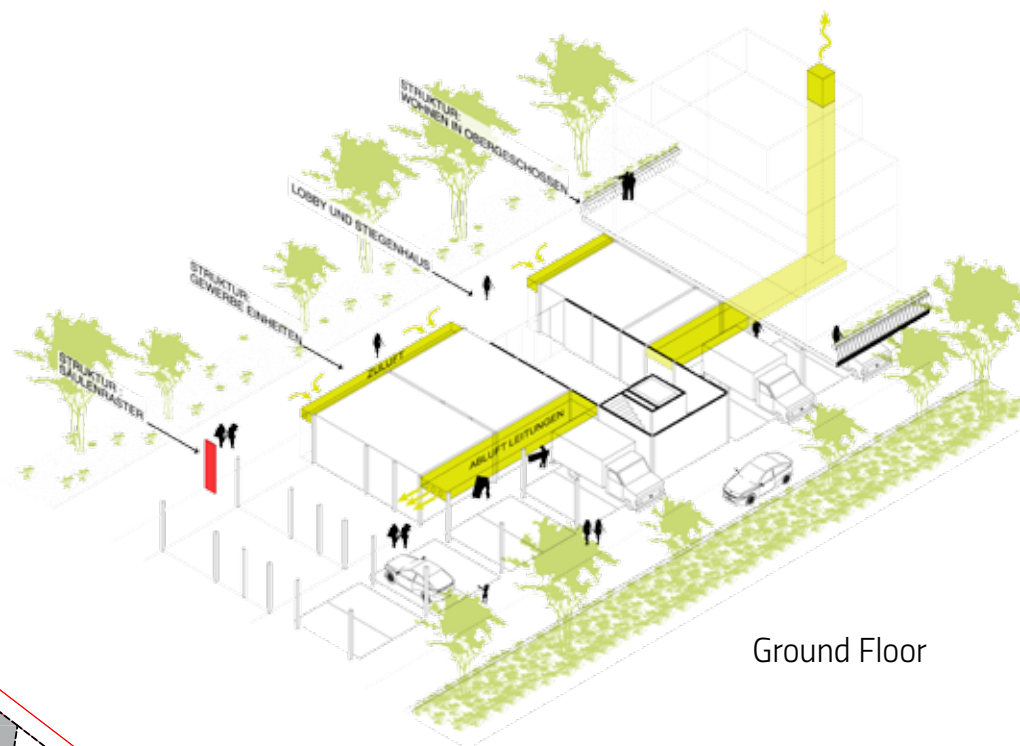 STRUKTUR:
WOHNEN IN OBERGESCHOSSEN
LOBBY UND STIEGENHAUS
STRUKTUR:
GEWERBE EINHEITEN
STRUKTUR:
SÄULENRASTER
ZULUFT
ABLUFT LEITUNGEN
Ground Floor